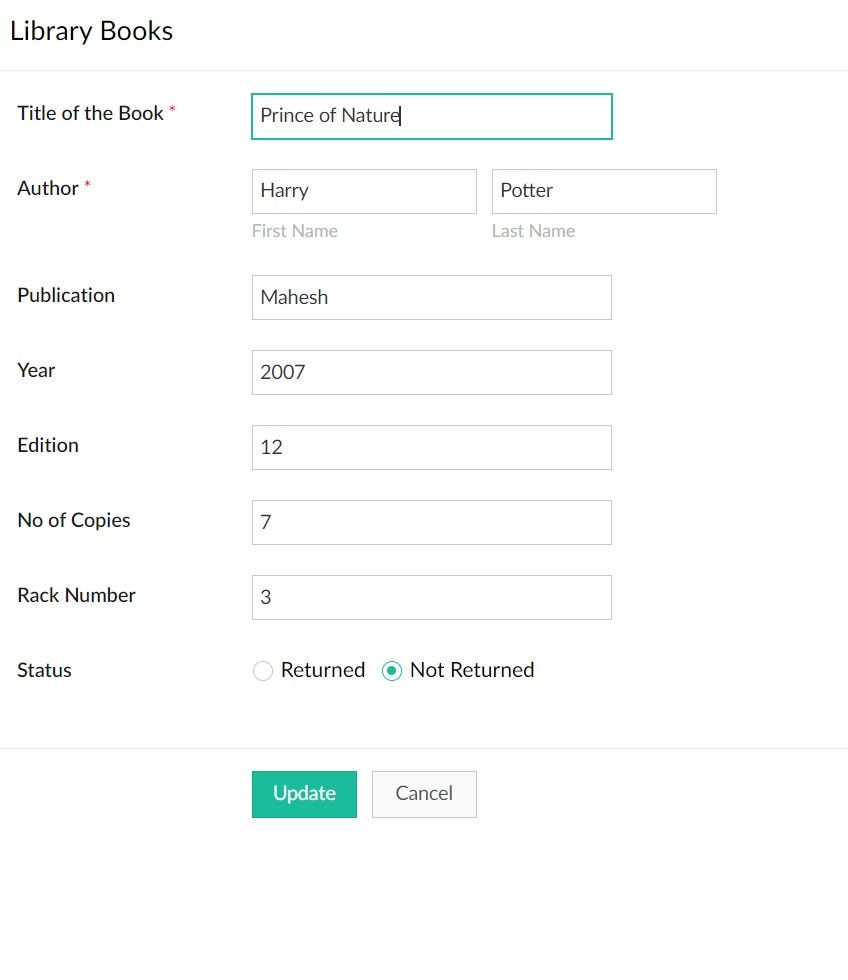 Library Books
Title of the Book *
Prince of Nature
Author *
Harry Potter
First Name Last Name
Publication
Mahesh
Year
2007
Edition
12
No of Copies
7
Rack Number
3
Status
Returned Not Returned
Update Cancel